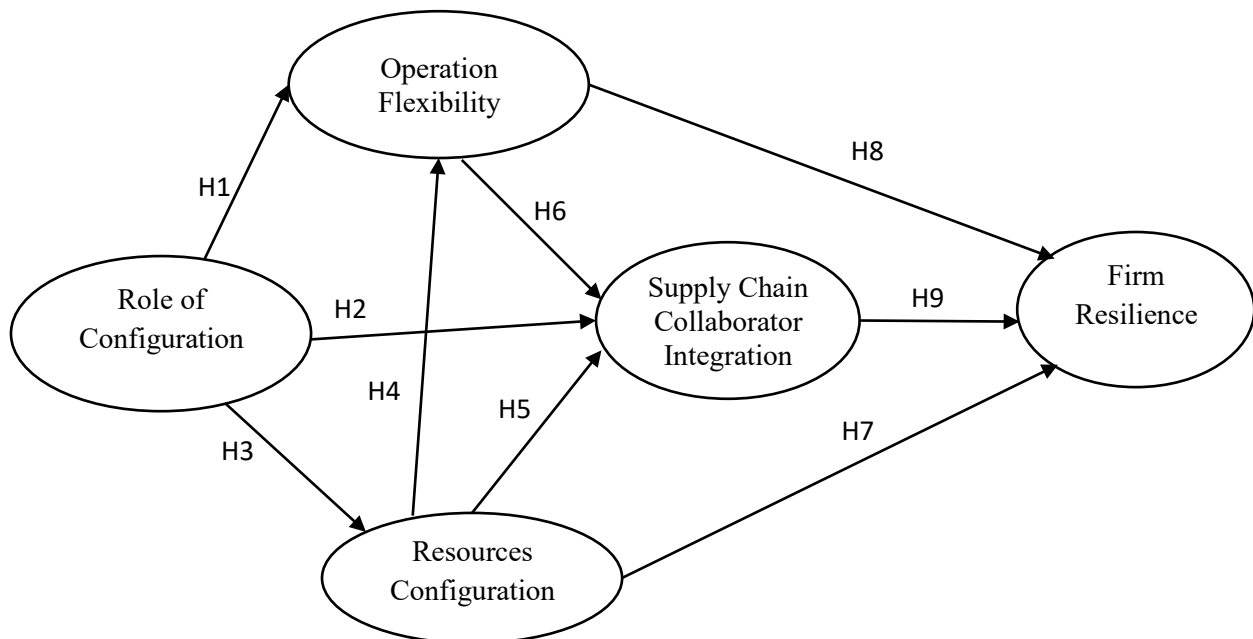 Operation
Flexibility
H8
H1
H6
Role of
Configuration
H2
Supply Chain
Collaborator
Integration
H9
Firm
Resilience
H4
H5
H3
H7
Resources
Configuration